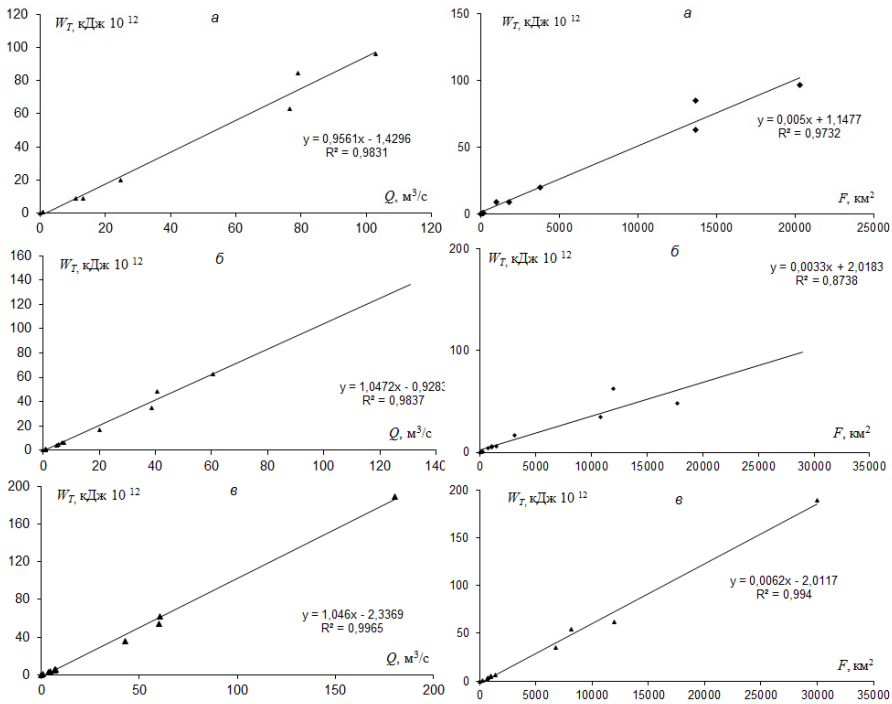 W_T, кДж 10^12
а
120
100
80
60
40
20
0
y = 0,9561x - 1,4296
R² = 0,9831
Q, м³/с
0 20 40 60 80 100 120
W_T, кДж 10^12
а
150
100
50
0
y = 0,005x + 1,1477
R² = 0,9732
F, км²
0 5000 10000 15000 20000 25000
W_T, кДж 10^12
б
160
140
120
100
80
60
40
20
0
y = 1,0472x - 0,9283
R² = 0,9837
Q, м³/с
0 20 40 60 80 100 120 140
W_T, кДж 10^12
б
200
100
0
y = 0,0033x + 2,0183
R² = 0,8738
F, км²
0 5000 10000 15000 20000 25000 30000 35000
W_T, кДж 10^12
в
200
160
120
80
40
0
y = 1,046x - 2,3369
R² = 0,9965
Q, м³/с
0 50 100 150 200
W_T, кДж 10^12
в
200
150
100
50
0
y = 0,0062x - 2,0117
R² = 0,994
F, км²
0 5000 10000 15000 20000 25000 30000 35000